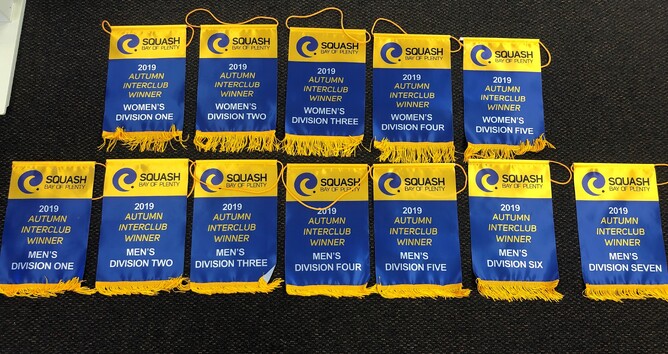 SQUASH
BAY OF PLENTY
2019
AUTUMN
INTERCLUB
WINNER
WOMEN'S
DIVISION ONE
SQUASH
BAY OF PLENTY
2019
AUTUMN
INTERCLUB
WINNER
WOMEN'S
DIVISION TWO
SQUASH
BAY OF PLENTY
2019
AUTUMN
INTERCLUB
WINNER
WOMEN'S
DIVISION THREE
SQUASH
BAY OF PLENTY
2019
AUTUMN
INTERCLUB
WINNER
WOMEN'S
DIVISION FOUR
SQUASH
BAY OF PLENTY
2019
AUTUMN
INTERCLUB
WINNER
WOMEN'S
DIVISION FIVE
SQUASH
BAY OF PLENTY
2019
AUTUMN
INTERCLUB
WINNER
MEN'S
DIVISION ONE
SQUASH
BAY OF PLENTY
2019
AUTUMN
INTERCLUB
WINNER
MEN'S
DIVISION TWO
SQUASH
BAY OF PLENTY
2019
AUTUMN
INTERCLUB
WINNER
MEN'S
DIVISION THREE
SQUASH
BAY OF PLENTY
2019
AUTUMN
INTERCLUB
WINNER
MEN'S
DIVISION FOUR
SQUASH
BAY OF PLENTY
2019
AUTUMN
INTERCLUB
WINNER
MEN'S
DIVISION FIVE
SQUASH
BAY OF PLENTY
2019
AUTUMN
INTERCLUB
WINNER
MEN'S
DIVISION SIX
SQUASH
BAY OF PLENTY
2019
AUTUMN
INTERCLUB
WINNER
MEN'S
DIVISION SEVEN